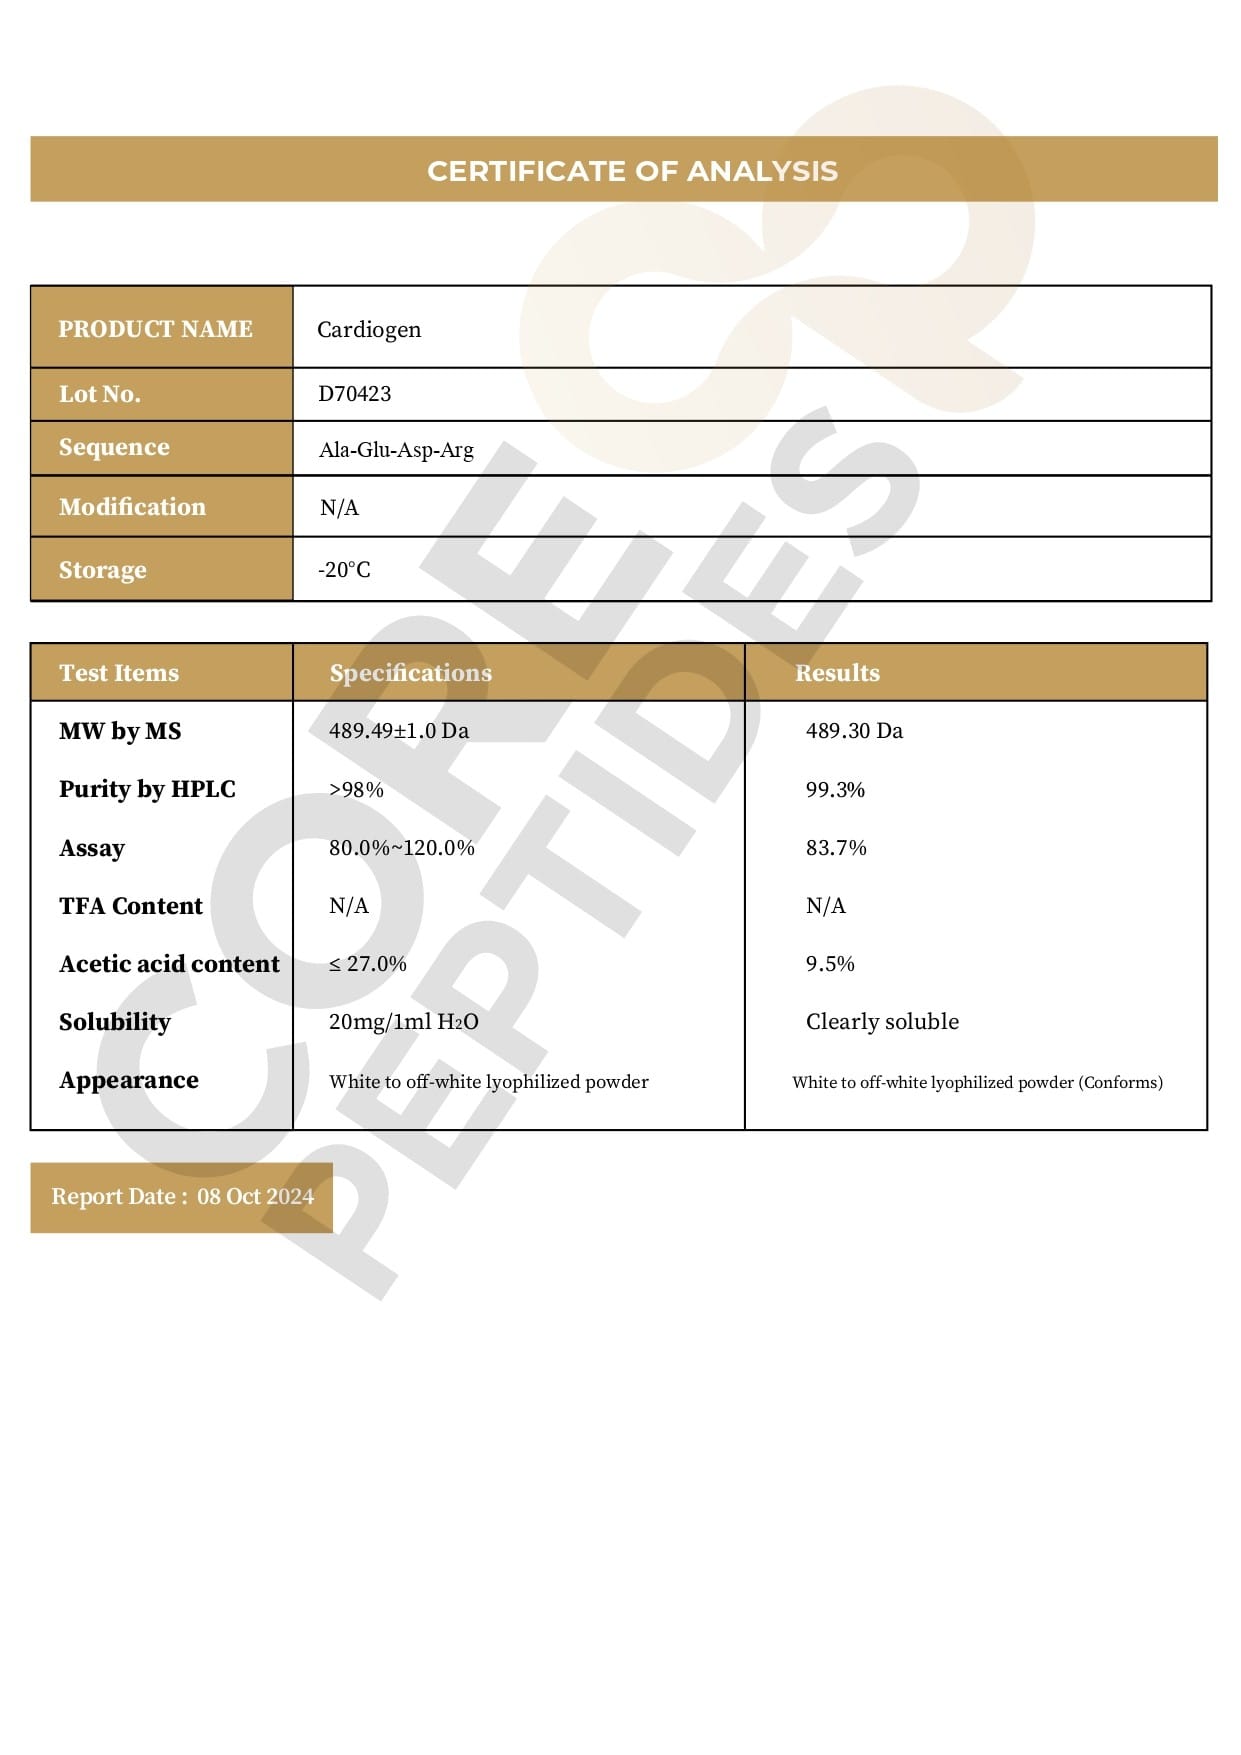 CERTIFICATE OF ANALYSIS
PRODUCT NAME Cardiogen
Lot No. D70423
Sequence Ala-Glu-Asp-Arg
Modification N/A
Storage -20°C
Test Items Specifications Results
MW by MS 489.49±1.0 Da 489.30 Da
Purity by HPLC >98% 99.3%
Assay 80.0%~120.0% 83.7%
TFA Content N/A N/A
Acetic acid content ≤ 27.0% 9.5%
Solubility 20mg/1ml H₂O Clearly soluble
Appearance White to off-white lyophilized powder White to off-white lyophilized powder (Conforms)
Report Date : 08 Oct 2024
CORE
PEPTIDES